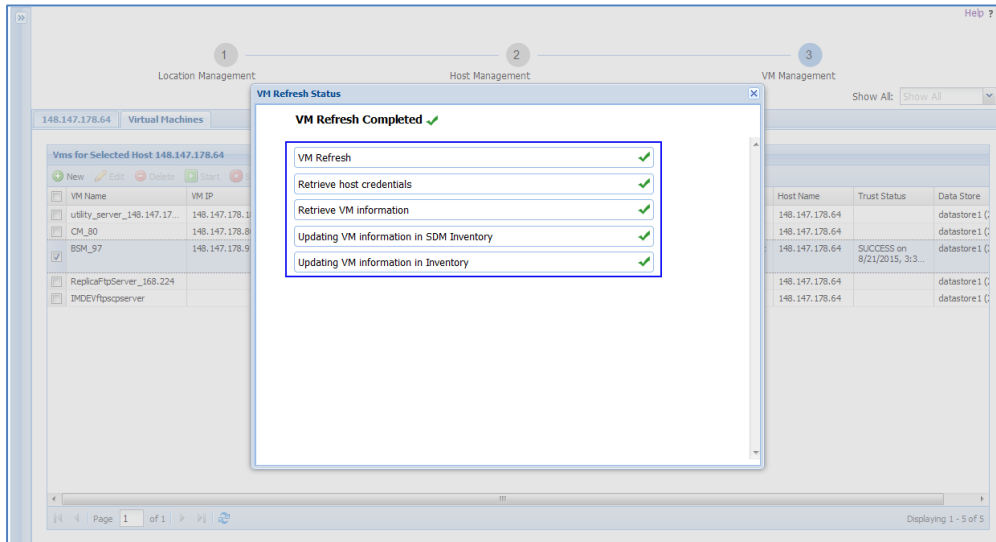 Help ?
1
2
3
Location Management
Host Management
VM Management
Show All: Show All
148.147.178.64 Virtual Machines
VM Refresh Status
VM Refresh Completed
VM Refresh
Retrieve host credentials
Retrieve VM information
Updating VM information in SDM Inventory
Updating VM information in Inventory
Vms for Selected Host 148.147.178.64
New Edit Delete Start
VM Name VM IP Host Name Trust Status Data Store
utility_server_148.147.17... 148.147.178.1 148.147.178.64 datastore1 (
CM_80 148.147.178.8 148.147.178.64 datastore1 (
BSM_97 148.147.178.9 148.147.178.64 SUCCESS on datastore1 (
8/21/2015, 3:3...
ReplicaFtpServer_168.224 148.147.178.64 datastore1 (
IMDEVftpscpserver 148.147.178.64 datastore1 (
Page 1 of 1
Displaying 1 - 5 of 5